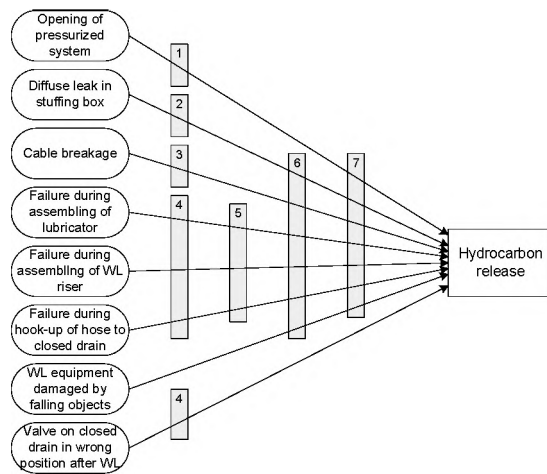 Opening of
pressurized
system
Diffuse leak in
stuffing box
Cable breakage
Failure during
assembling of
lubricator
Failure during
assembling of WL
riser
Failure during
hook-up of hose to
closed drain
WL equipment
damaged by
falling objects
Valve on closed
drain in wrong
position after WL
1
2
3
4
5
6
7
4
Hydrocarbon
release